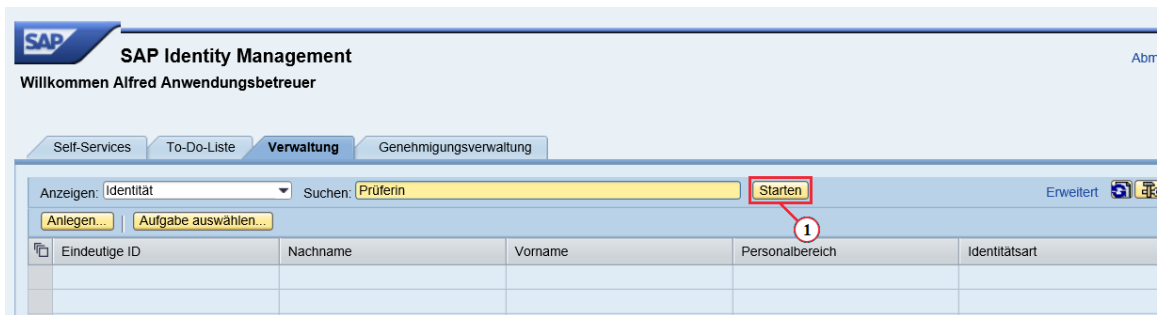 SAP
SAP Identity Management
Abm
Willkommen Alfred Anwendungsbetreuer
Self-Services To-Do-Liste Verwaltung Genehmigungsverwaltung
Anzeigen: Identität Suchen: Prüferin Starten Erweitert
Anlegen... Aufgabe auswählen...
1
Eindeutige ID Nachname Vorname Personalbereich Identitätsart